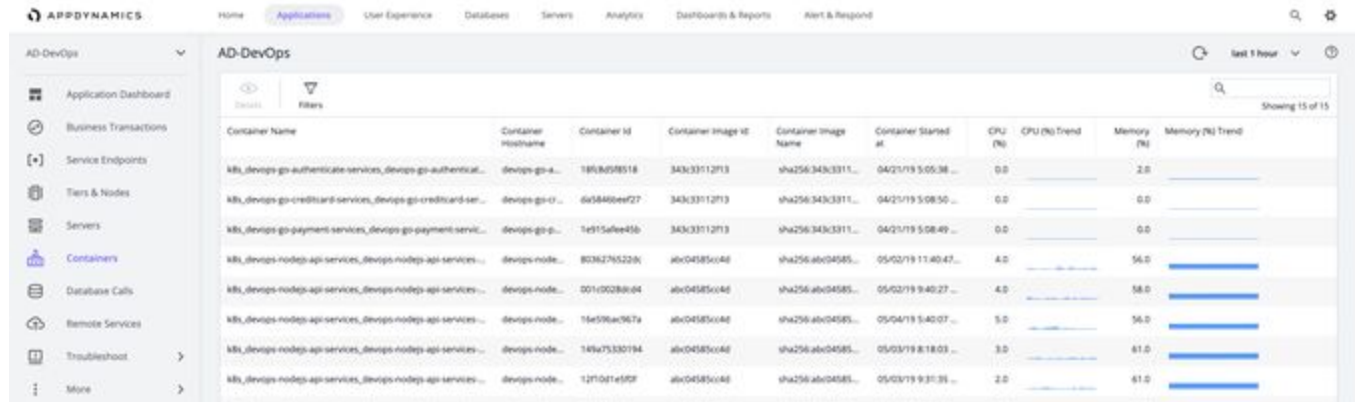 APPDYNAMICS
Home Applications User Experience Databases Servers Analytics Dashboards & Reports Alert & Respond
AD-DevOps
AD-DevOps
last 1 hour
Application Dashboard
Business Transactions
Service Endpoints
Tiers & Nodes
Servers
Containers
Database Calls
Remote Services
Troubleshoot
More
Details
Filters
Showing 15 of 15
Container Name Container Hostname Container Id Container Image Id Container Image Name Container Started at CPU (%) CPU (%) Trend Memory (%) Memory (%) Trend
k8s_devops-go-authenticate-services_devops-go-authenticat... devops-go-a... 18fc8d5f8518 343c33112f13 sha256:343c3311... 04/21/19 5:05:38 ... 0.0 2.0
k8s_devops-go-creditcard-services_devops-go-creditcard-ser... devops-go-cr... da5846beef27 343c33112f13 sha256:343c3311... 04/21/19 5:08:50 ... 0.0 0.0
k8s_devops-go-payment-services_devops-go-payment-servic... devops-go-p... 1e915afee45b 343c33112f13 sha256:343c3311... 04/21/19 5:08:49 ... 0.0 0.0
k8s_devops-nodejs-api-services_devops-nodejs-api-services-... devops-node... 8036276522dc abc04585cc4d sha256:abc04585... 05/02/19 11:40:47... 4.0 56.0
k8s_devops-nodejs-api-services_devops-nodejs-api-services-... devops-node... 001c0028dcd4 abc04585cc4d sha256:abc04585... 05/02/19 9:40:27 ... 4.0 58.0
k8s_devops-nodejs-api-services_devops-nodejs-api-services-... devops-node... 16e59bac967a abc04585cc4d sha256:abc04585... 05/04/19 5:40:07 ... 5.0 56.0
k8s_devops-nodejs-api-services_devops-nodejs-api-services-... devops-node... 149a75330194 abc04585cc4d sha256:abc04585... 05/03/19 8:18:03 ... 3.0 61.0
k8s_devops-nodejs-api-services_devops-nodejs-api-services-... devops-node... 12f10d1e5f0f abc04585cc4d sha256:abc04585... 05/03/19 9:31:35 ... 2.0 61.0